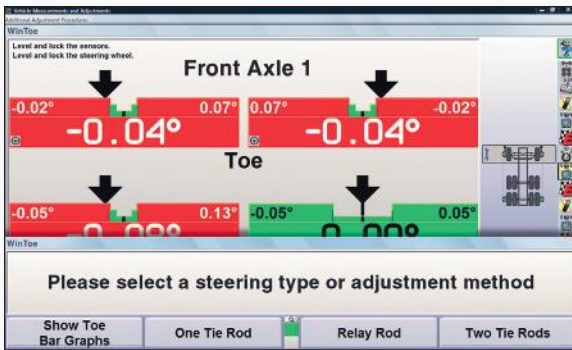 Vehicle Measurements and Adjustments
Additional Adjustment Procedures
WinToe
Level and lock the sensors.
Level and lock the steering wheel.
Front Axle 1
-0.02° 0.07° 0.07° -0.02°
-0.04° -0.04°
Toe
-0.05° 0.13° -0.05° 0.05°
WinToe
Please select a steering type or adjustment method
Show Toe
Bar Graphs
One Tie Rod
Relay Rod
Two Tie Rods